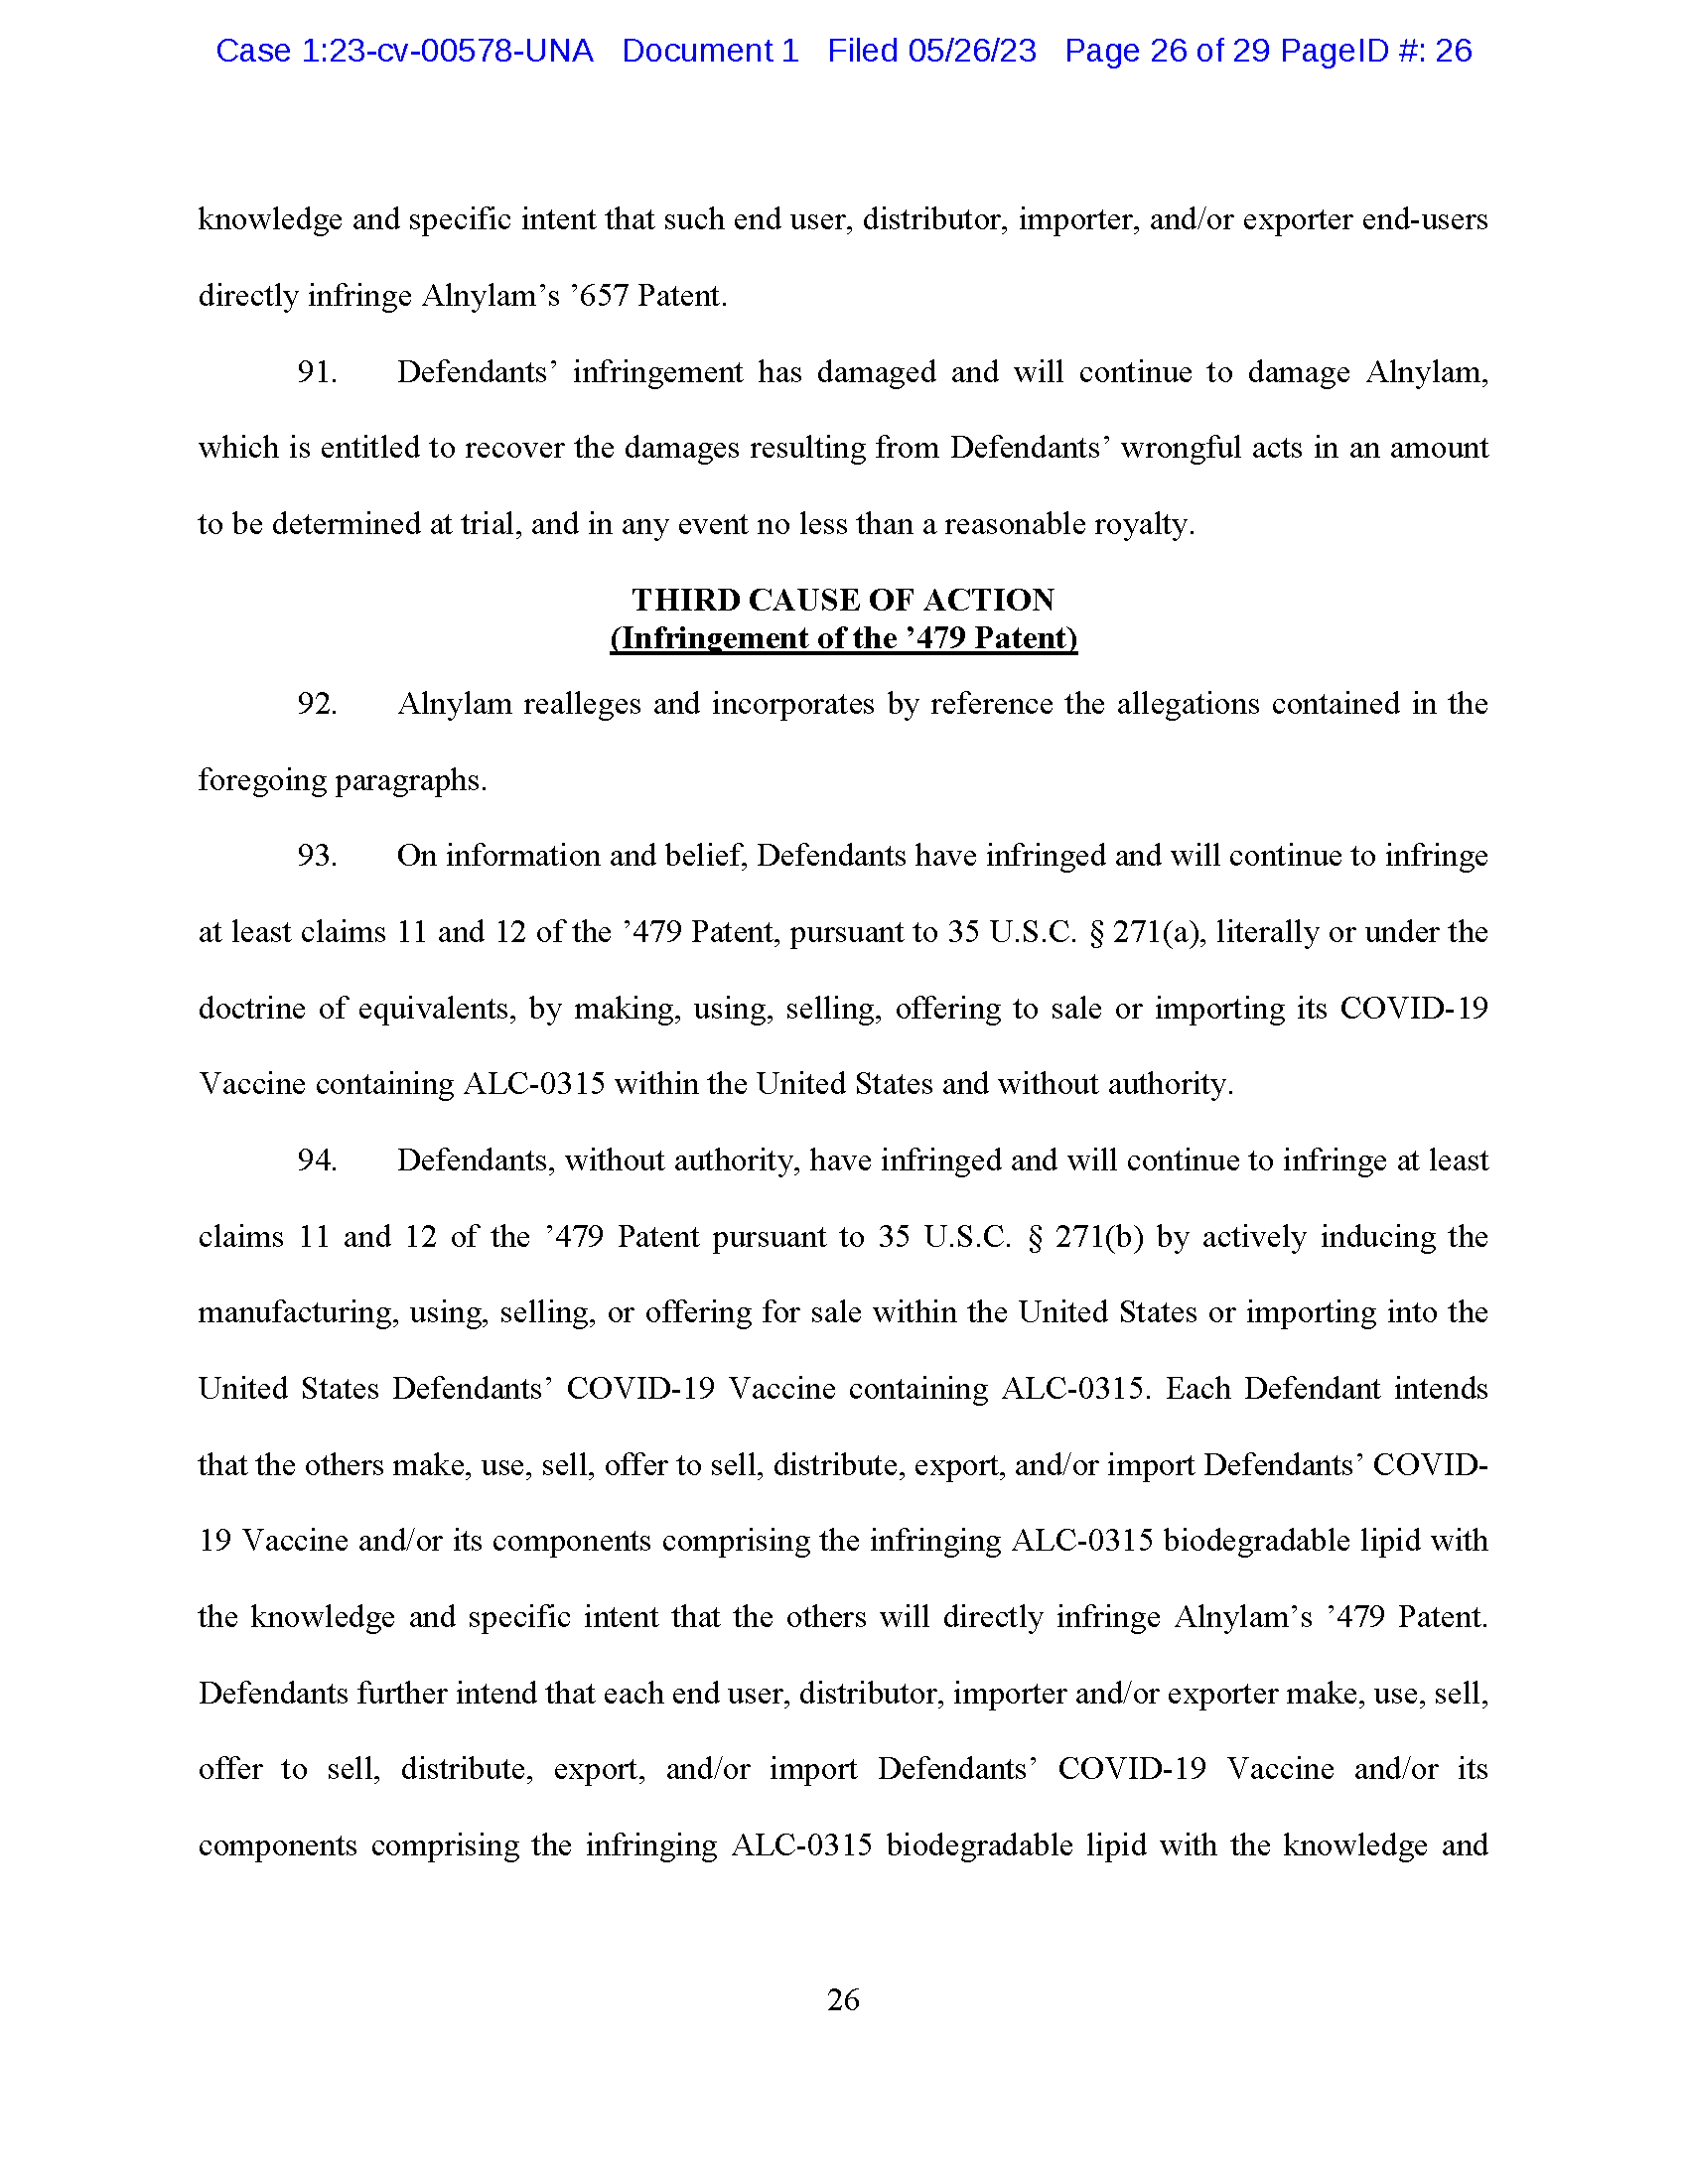 Case 1:23-cv-00578-UNA Document 1 Filed 05/26/23 Page 26 of 29 PageID #: 26
knowledge and specific intent that such end user, distributor, importer, and/or exporter end-users
directly infringe Alnylam’s ’657 Patent.
91. Defendants’ infringement has damaged and will continue to damage Alnylam,
which is entitled to recover the damages resulting from Defendants’ wrongful acts in an amount
to be determined at trial, and in any event no less than a reasonable royalty.
THIRD CAUSE OF ACTION
(Infringement of the ’479 Patent)
92. Alnylam realleges and incorporates by reference the allegations contained in the
foregoing paragraphs.
93. On information and belief, Defendants have infringed and will continue to infringe
at least claims 11 and 12 of the ’479 Patent, pursuant to 35 U.S.C. § 271(a), literally or under the
doctrine of equivalents, by making, using, selling, offering to sale or importing its COVID-19
Vaccine containing ALC-0315 within the United States and without authority.
94. Defendants, without authority, have infringed and will continue to infringe at least
claims 11 and 12 of the ’479 Patent pursuant to 35 U.S.C. § 271(b) by actively inducing the
manufacturing, using, selling, or offering for sale within the United States or importing into the
United States Defendants’ COVID-19 Vaccine containing ALC-0315. Each Defendant intends
that the others make, use, sell, offer to sell, distribute, export, and/or import Defendants’ COVID-
19 Vaccine and/or its components comprising the infringing ALC-0315 biodegradable lipid with
the knowledge and specific intent that the others will directly infringe Alnylam’s ’479 Patent.
Defendants further intend that each end user, distributor, importer and/or exporter make, use, sell,
offer to sell, distribute, export, and/or import Defendants’ COVID-19 Vaccine and/or its
components comprising the infringing ALC-0315 biodegradable lipid with the knowledge and
26